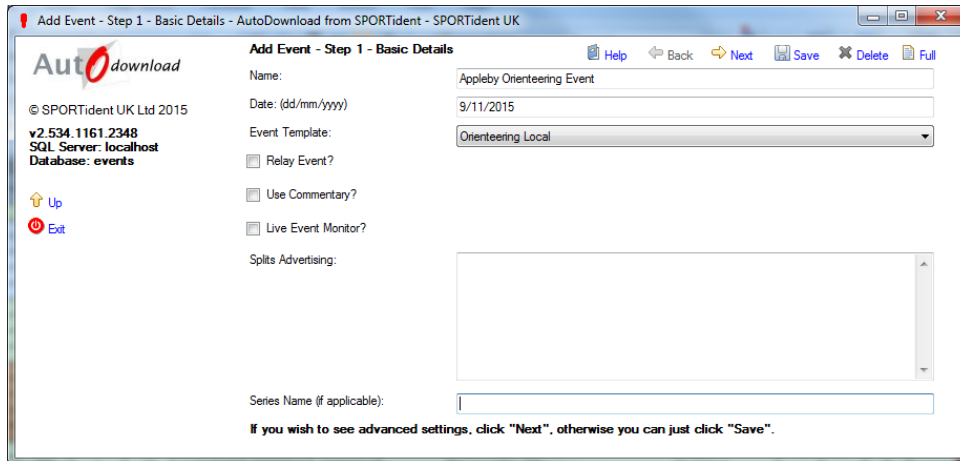 Add Event - Step 1 - Basic Details - AutoDownload from SPORTident - SPORTident UK
AutOdownload
© SPORTident UK Ltd 2015
v2.534.1161.2348
SQL Server: localhost
Database: events
Up
Exit
Add Event - Step 1 - Basic Details
Help Back Next Save Delete Full
Name: Appleby Orienteering Event
Date: (dd/mm/yyyy) 9/11/2015
Event Template: Orienteering Local
Relay Event?
Use Commentary?
Live Event Monitor?
Splits Advertising:
Series Name (if applicable):
If you wish to see advanced settings, click "Next", otherwise you can just click "Save".